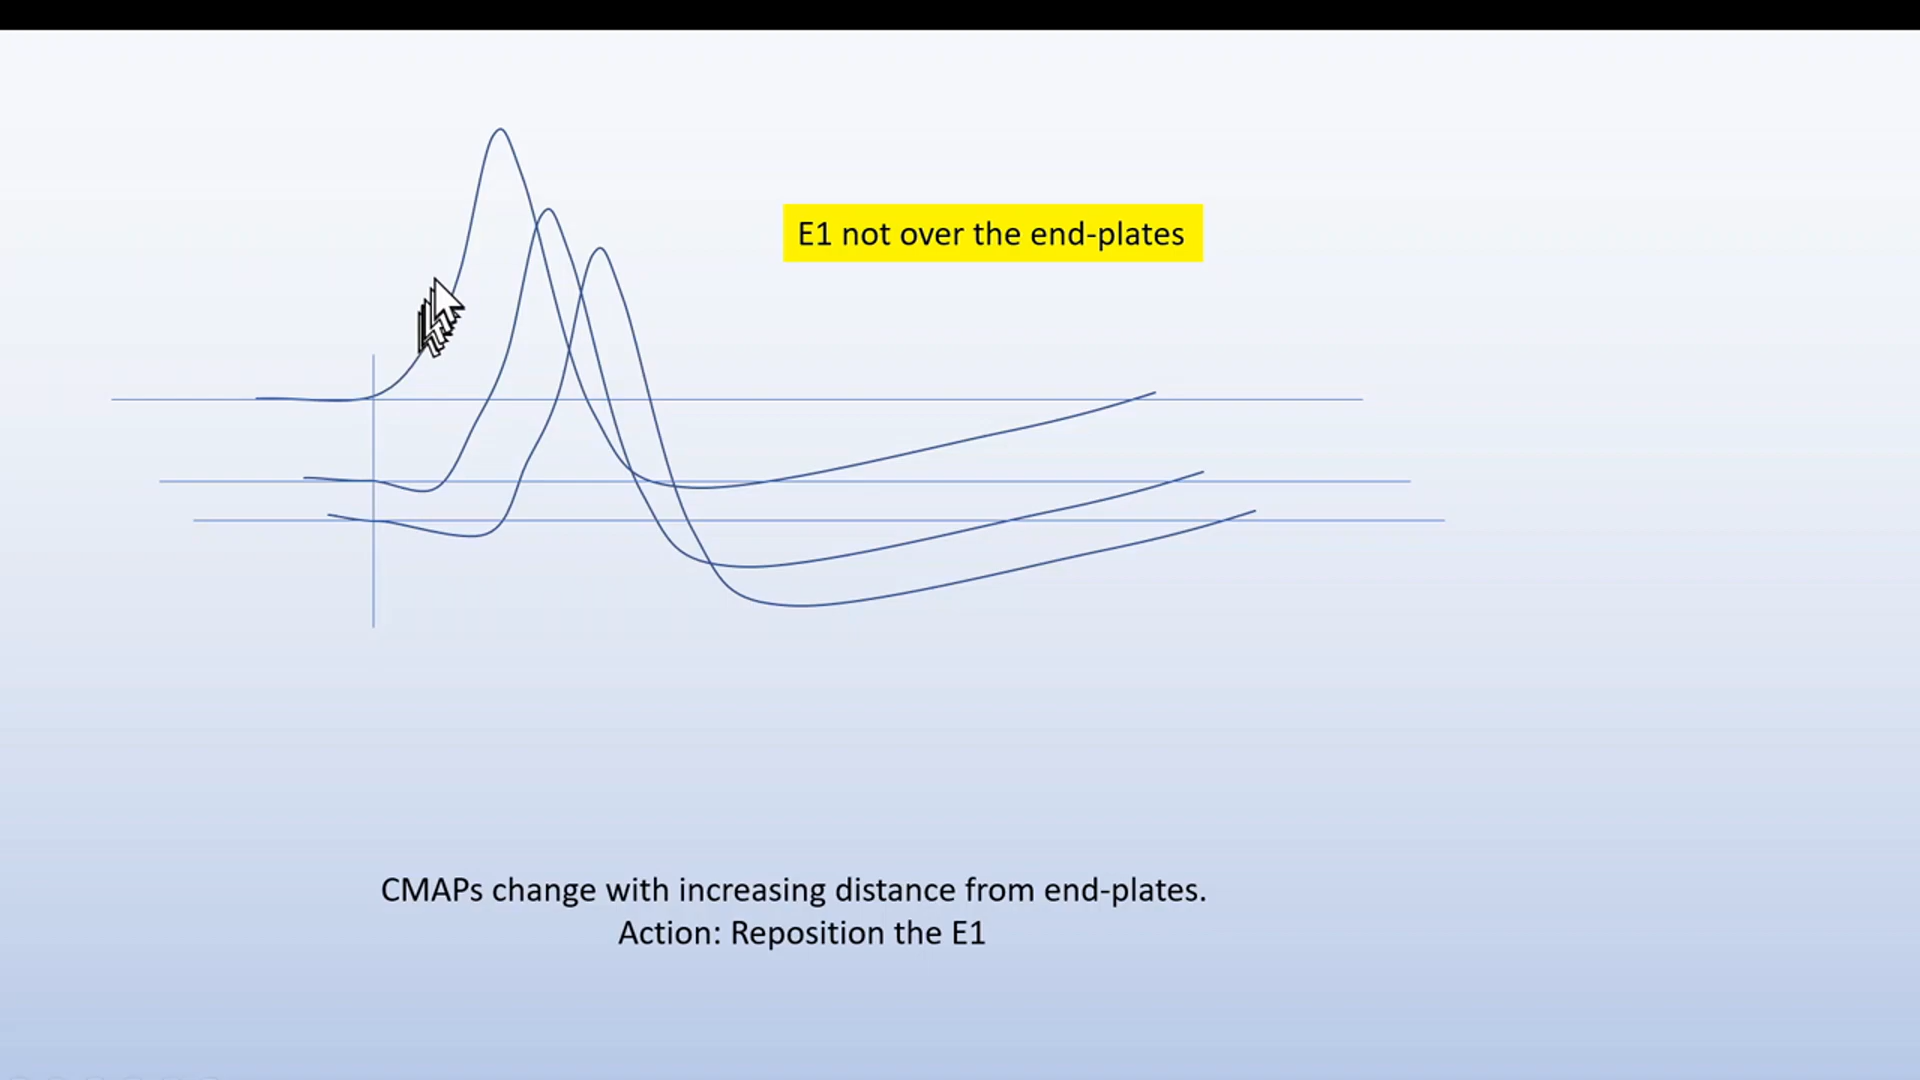 E1 not over the end-plates
CMAPs change with increasing distance from end-plates.
Action: Reposition the E1